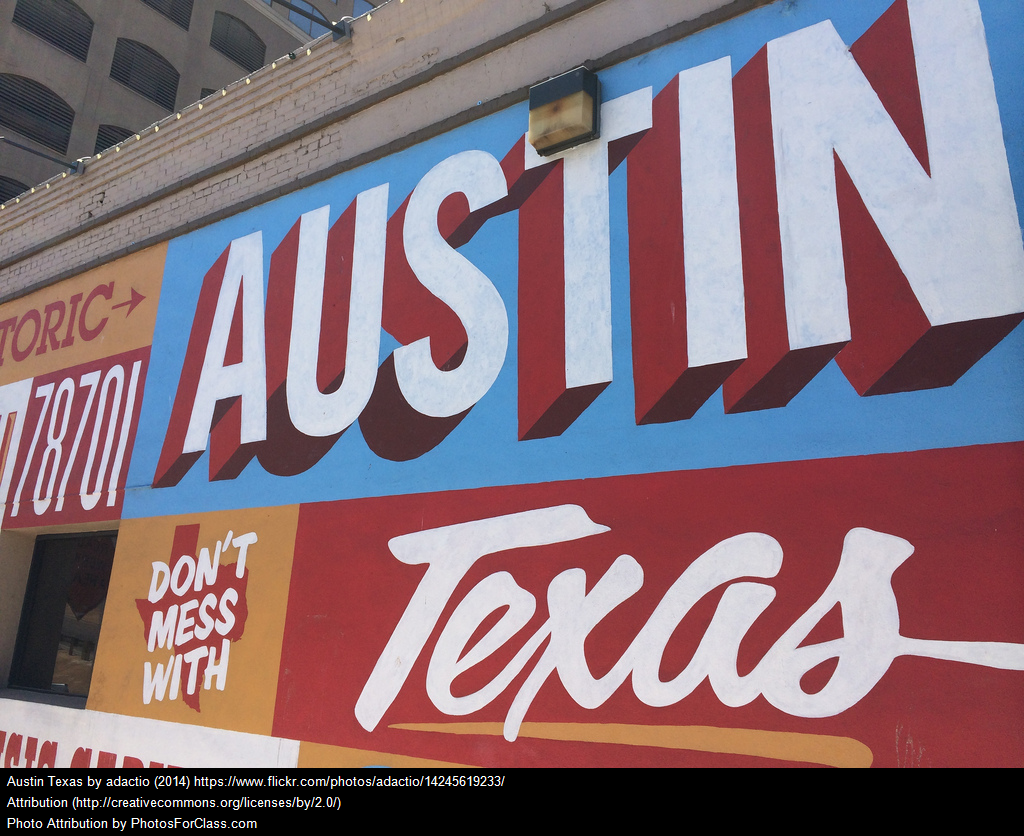 AUSTIN
TORIC→
78701
DON'T
MESS
WITH
Texas
Austin Texas by adactio (2014) https://www.flickr.com/photos/adactio/14245619233/
Attribution (http://creativecommons.org/licenses/by/2.0/)
Photo Attribution by PhotosForClass.com